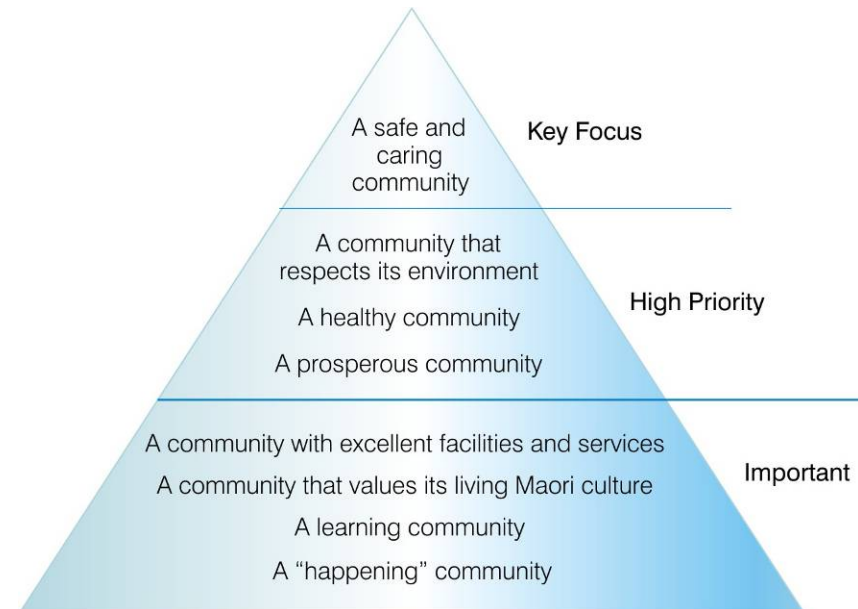 A safe and
caring
community
Key Focus
A community that
respects its environment
A healthy community
A prosperous community
High Priority
A community with excellent facilities and services
A community that values its living Maori culture
A learning community
A “happening” community
Important